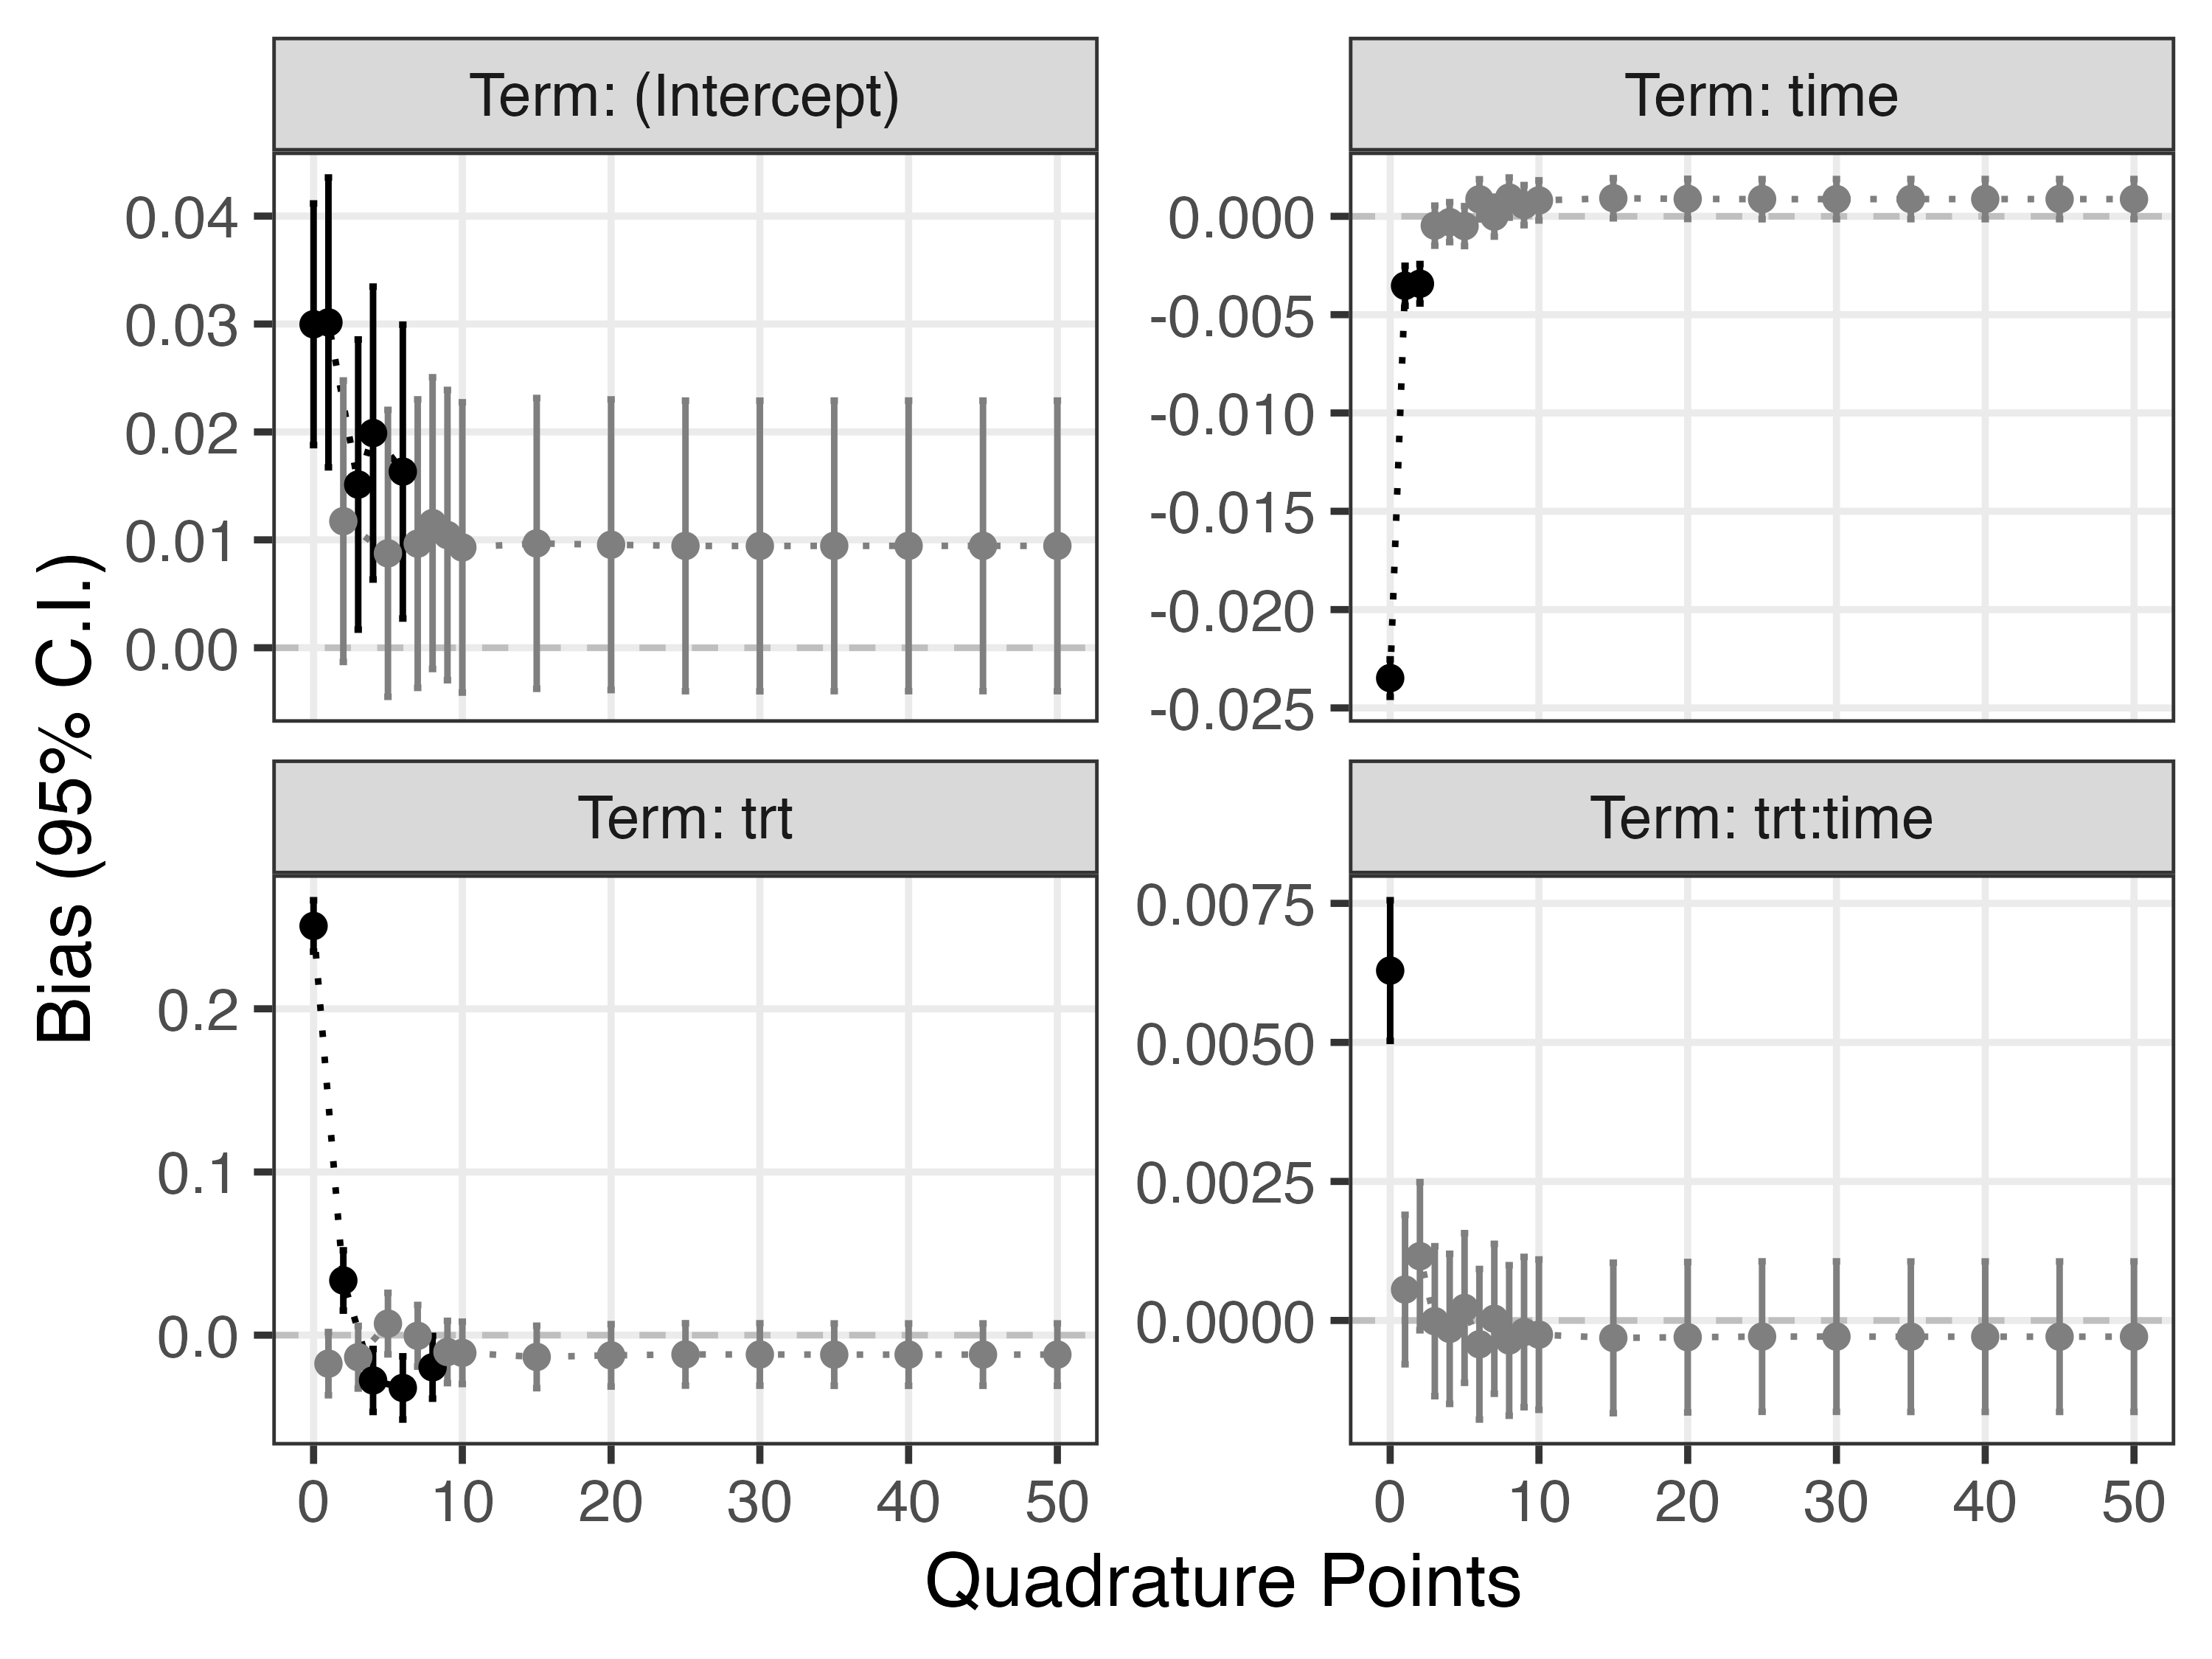 Term: (Intercept)
Term: time
0.04
0.03
0.02
0.01
0.00
0.000
-0.005
-0.010
-0.015
-0.020
-0.025
Bias (95% C.I.)
Term: trt
Term: trt:time
0.2
0.1
0.0
0.0075
0.0050
0.0025
0.0000
0 10 20 30 40 50
0 10 20 30 40 50
Quadrature Points